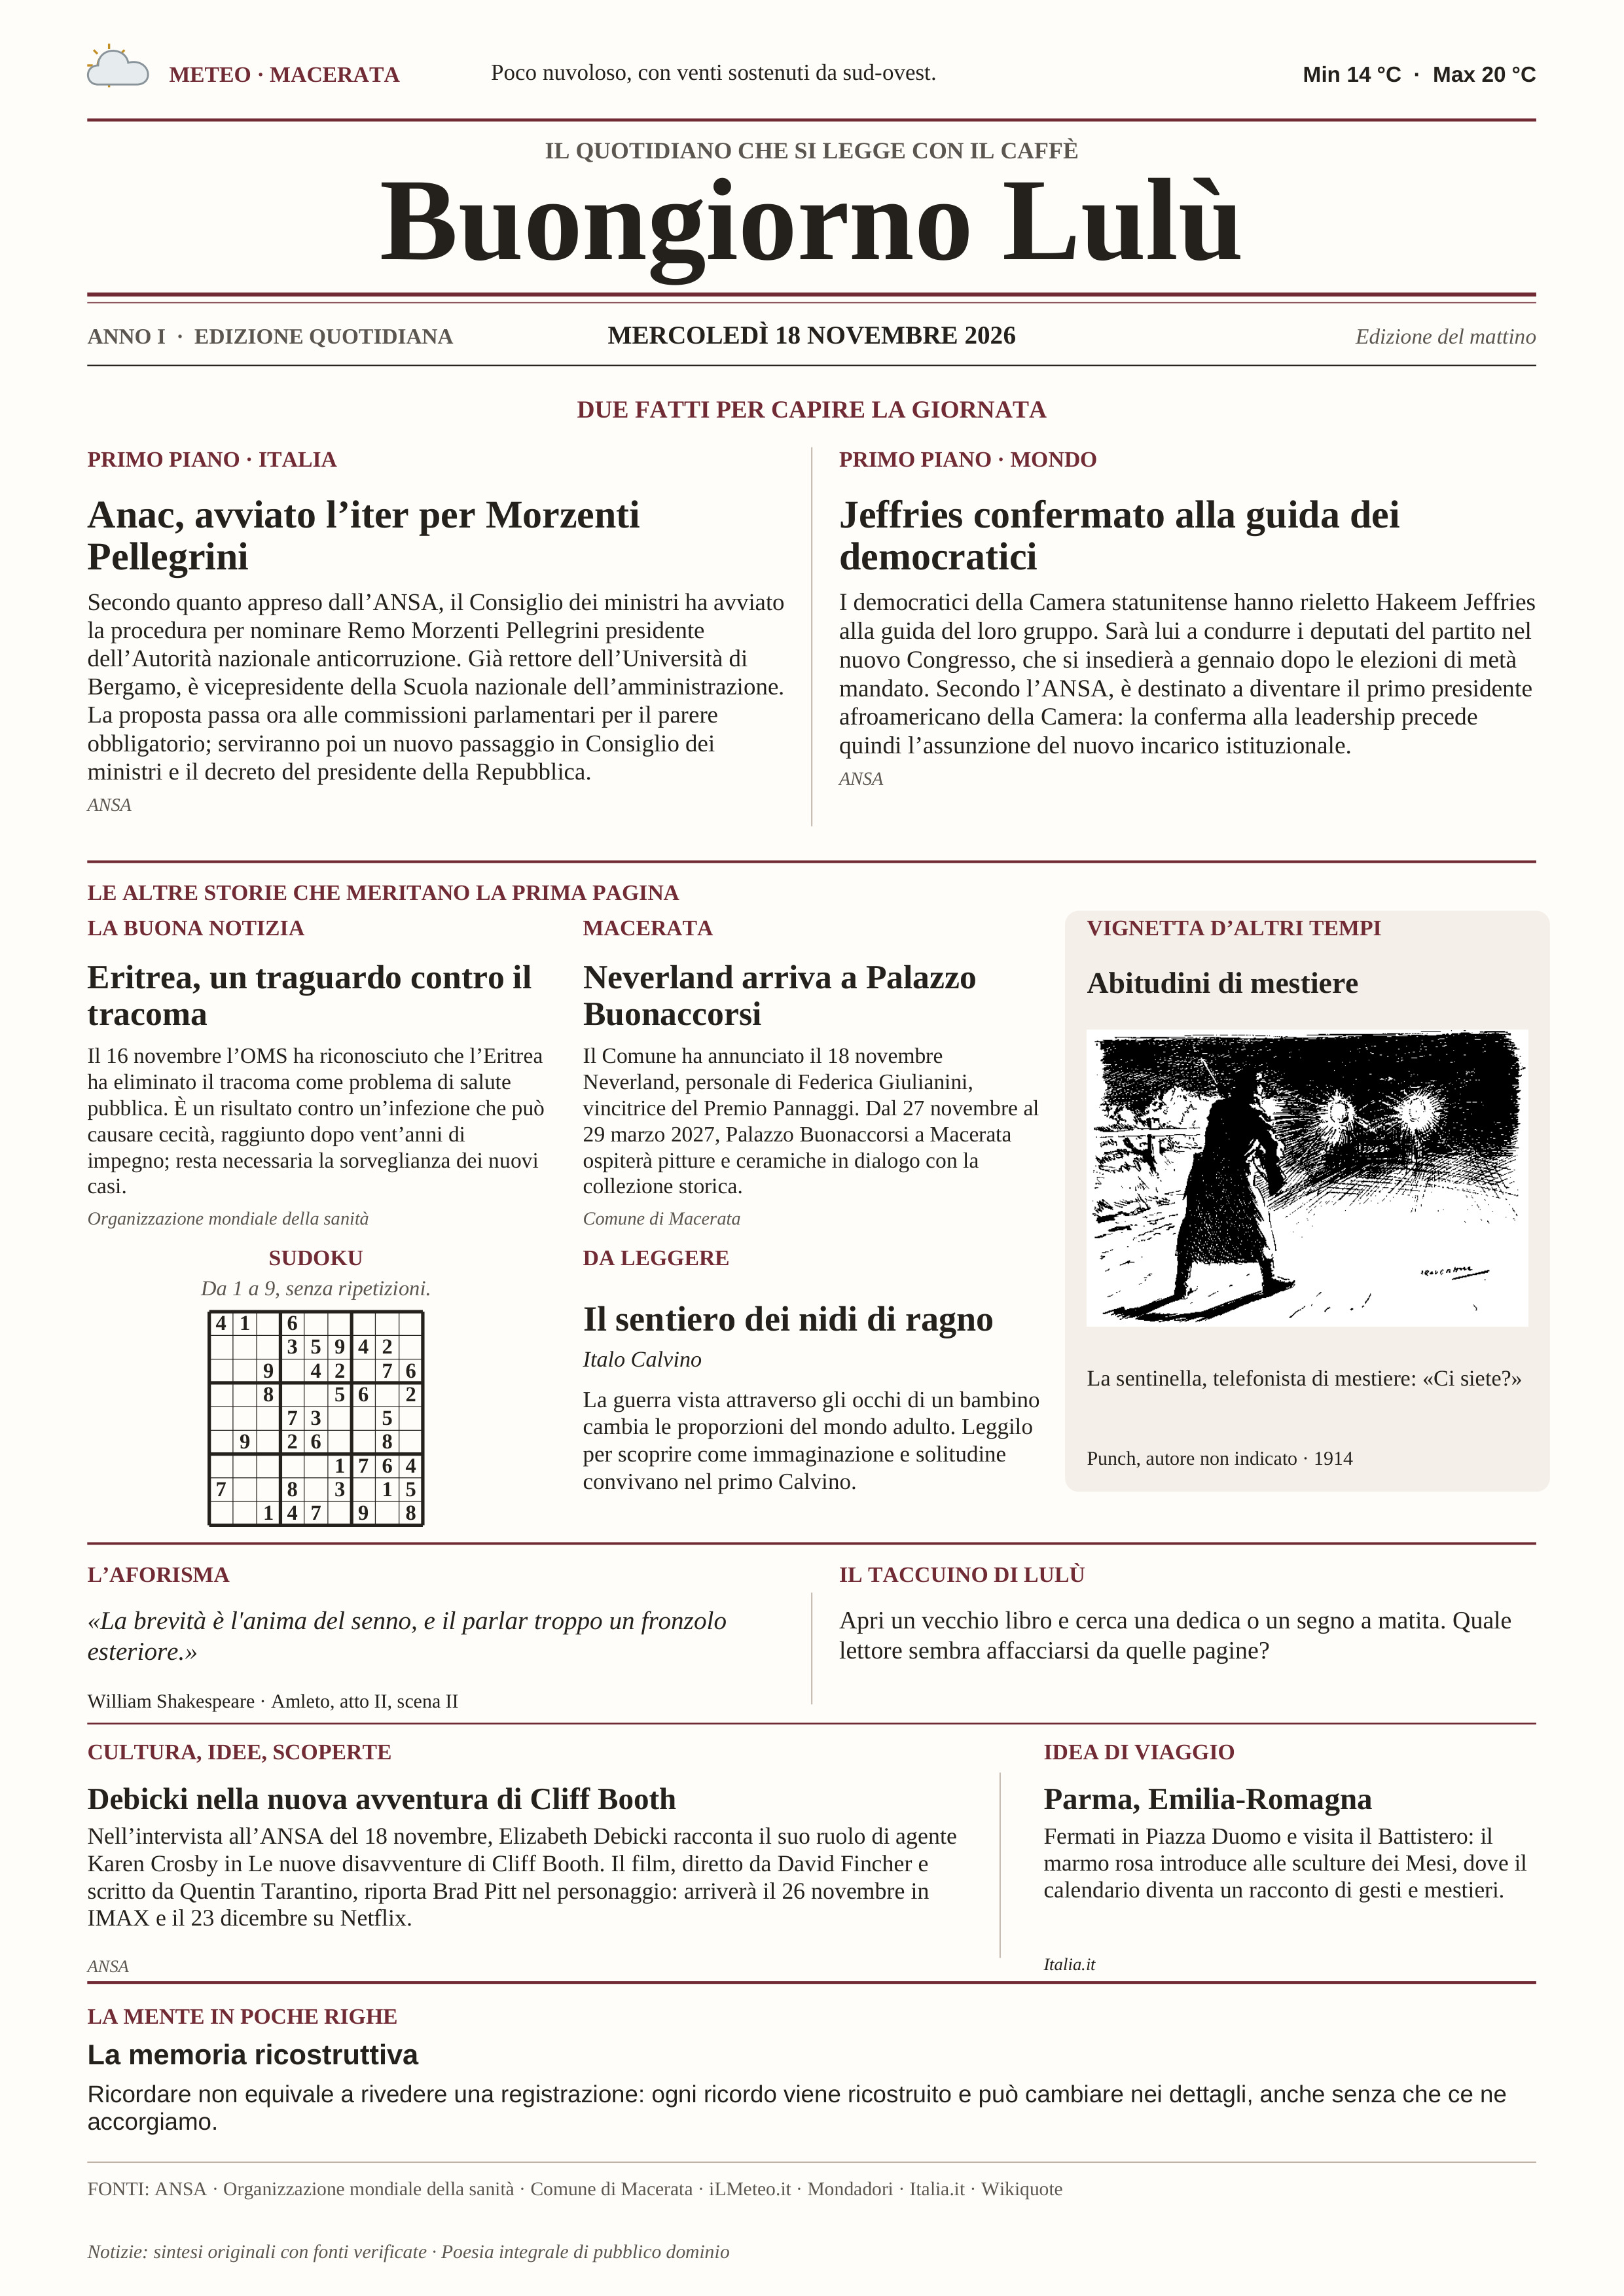 METEO · MACERATA
Poco nuvoloso, con venti sostenuti da sud-ovest.
Min 14 °C · Max 20 °C
IL QUOTIDIANO CHE SI LEGGE CON IL CAFFÈ
Buongiorno Lulù
ANNO I · EDIZIONE QUOTIDIANA
MERCOLEDÌ 18 NOVEMBRE 2026
Edizione del mattino
DUE FATTI PER CAPIRE LA GIORNATA
PRIMO PIANO · ITALIA
Anac, avviato l’iter per Morzenti
Pellegrini
Secondo quanto appreso dall’ANSA, il Consiglio dei ministri ha avviato
la procedura per nominare Remo Morzenti Pellegrini presidente
dell’Autorità nazionale anticorruzione. Già rettore dell’Università di
Bergamo, è vicepresidente della Scuola nazionale dell’amministrazione.
La proposta passa ora alle commissioni parlamentari per il parere
obbligatorio; serviranno poi un nuovo passaggio in Consiglio dei
ministri e il decreto del presidente della Repubblica.
ANSA
PRIMO PIANO · MONDO
Jeffries confermato alla guida dei
democratici
I democratici della Camera statunitense hanno rieletto Hakeem Jeffries
alla guida del loro gruppo. Sarà lui a condurre i deputati del partito nel
nuovo Congresso, che si insedierà a gennaio dopo le elezioni di metà
mandato. Secondo l’ANSA, è destinato a diventare il primo presidente
afroamericano della Camera: la conferma alla leadership precede
quindi l’assunzione del nuovo incarico istituzionale.
ANSA
LE ALTRE STORIE CHE MERITANO LA PRIMA PAGINA
LA BUONA NOTIZIA
Eritrea, un traguardo contro il
tracoma
Il 16 novembre l’OMS ha riconosciuto che l’Eritrea
ha eliminato il tracoma come problema di salute
pubblica. È un risultato contro un’infezione che può
causare cecità, raggiunto dopo vent’anni di
impegno; resta necessaria la sorveglianza dei nuovi
casi.
Organizzazione mondiale della sanità
MACERATA
Neverland arriva a Palazzo
Buonaccorsi
Il Comune ha annunciato il 18 novembre
Neverland, personale di Federica Giulianini,
vincitrice del Premio Pannaggi. Dal 27 novembre al
29 marzo 2027, Palazzo Buonaccorsi a Macerata
ospiterà pitture e ceramiche in dialogo con la
collezione storica.
Comune di Macerata
VIGNETTA D’ALTRI TEMPI
Abitudini di mestiere
La sentinella, telefonista di mestiere: «Ci siete?»
Punch, autore non indicato · 1914
SUDOKU
Da 1 a 9, senza ripetizioni.
4 1 6
3 5 9 4 2
9 4 2 7 6
8 5 6 2
7 3 5
9 2 6 8
1 7 6 4
7 8 3 1 5
1 4 7 9 8
DA LEGGERE
Il sentiero dei nidi di ragno
Italo Calvino
La guerra vista attraverso gli occhi di un bambino
cambia le proporzioni del mondo adulto. Leggilo
per scoprire come immaginazione e solitudine
convivano nel primo Calvino.
L’AFORISMA
«La brevità è l'anima del senno, e il parlar troppo un fronzolo
esteriore.»
William Shakespeare · Amleto, atto II, scena II
IL TACCUINO DI LULÙ
Apri un vecchio libro e cerca una dedica o un segno a matita. Quale
lettore sembra affacciarsi da quelle pagine?
CULTURA, IDEE, SCOPERTE
Debicki nella nuova avventura di Cliff Booth
Nell’intervista all’ANSA del 18 novembre, Elizabeth Debicki racconta il suo ruolo di agente
Karen Crosby in Le nuove disavventure di Cliff Booth. Il film, diretto da David Fincher e
scritto da Quentin Tarantino, riporta Brad Pitt nel personaggio: arriverà il 26 novembre in
IMAX e il 23 dicembre su Netflix.
ANSA
IDEA DI VIAGGIO
Parma, Emilia-Romagna
Fermati in Piazza Duomo e visita il Battistero: il
marmo rosa introduce alle sculture dei Mesi, dove il
calendario diventa un racconto di gesti e mestieri.
Italia.it
LA MENTE IN POCHE RIGHE
La memoria ricostruttiva
Ricordare non equivale a rivedere una registrazione: ogni ricordo viene ricostruito e può cambiare nei dettagli, anche senza che ce ne
accorgiamo.
FONTI: ANSA · Organizzazione mondiale della sanità · Comune di Macerata · iLMeteo.it · Mondadori · Italia.it · Wikiquote
Notizie: sintesi originali con fonti verificate · Poesia integrale di pubblico dominio